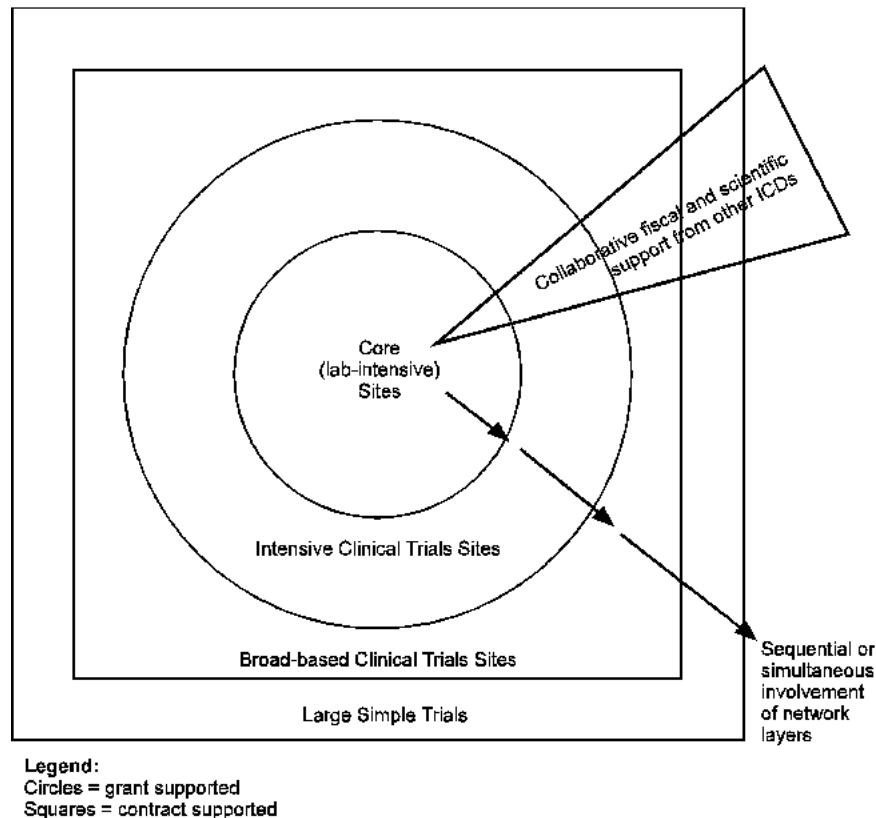 Collaborative fiscal and scientific
support from other ICDs
Core
(lab-intensive)
Sites
Intensive Clinical Trials Sites
Broad-based Clinical Trials Sites
Large Simple Trials
Sequential or
simultaneous
involvement
of network
layers
Legend:
Circles = grant supported
Squares = contract supported